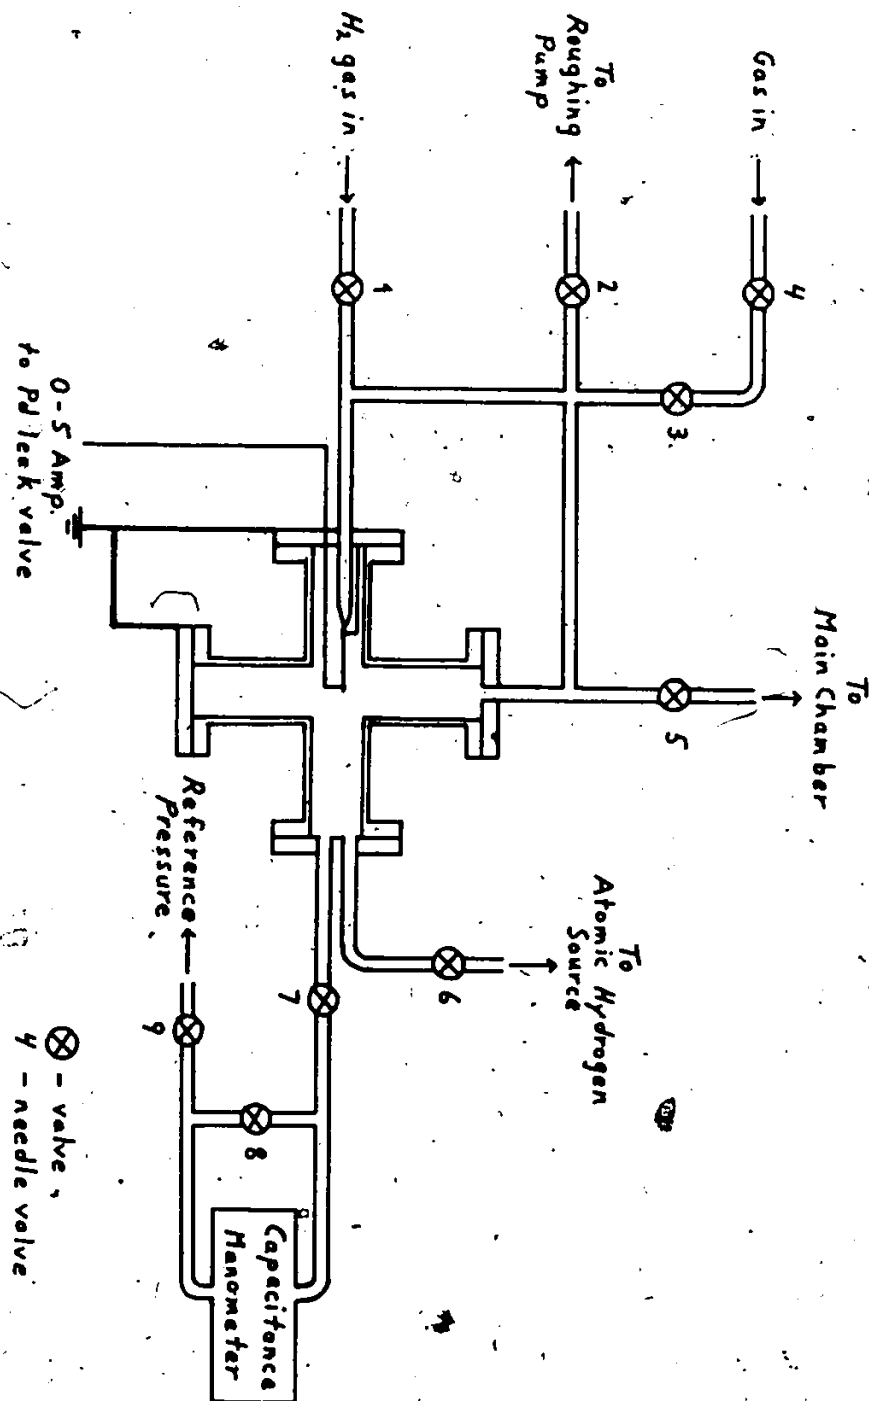 Gas in
To
Roughing
Pump
H₂ gas in
4
2
1
3
0-5 Amp.
to Pd leak valve
To
Main Chamber
5
To
Atomic Hydrogen
Source
6
Reference
Pressure
7
9
8
Capacitance
Manometer
⊗ - valve,
4 - needle valve